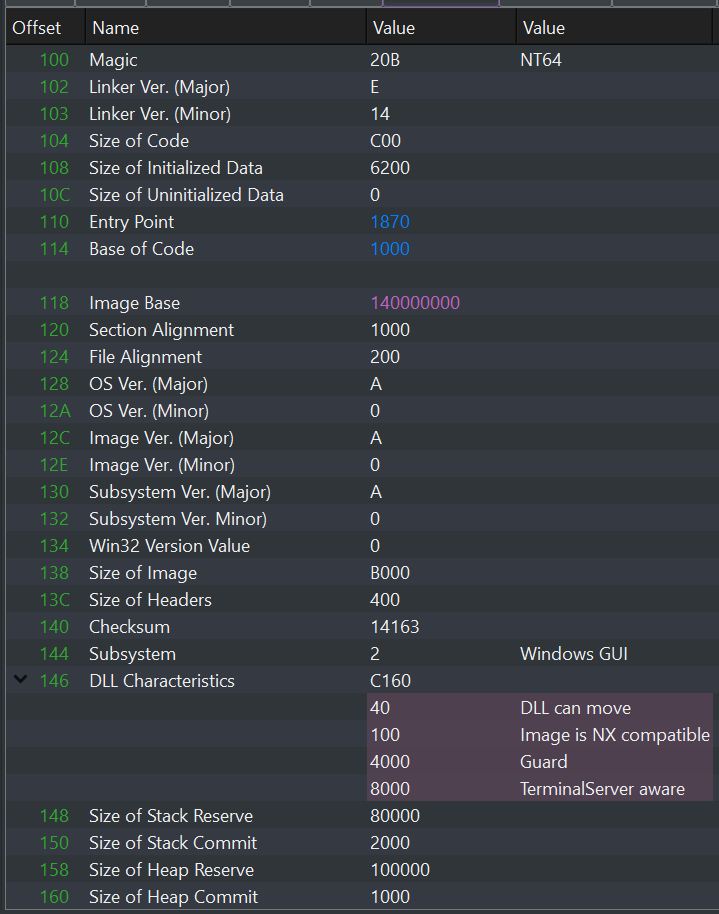 Offset Name Value Value
100 Magic 20B NT64
102 Linker Ver. (Major) E
103 Linker Ver. (Minor) 14
104 Size of Code C00
108 Size of Initialized Data 6200
10C Size of Uninitialized Data 0
110 Entry Point 1870
114 Base of Code 1000
118 Image Base 140000000
120 Section Alignment 1000
124 File Alignment 200
128 OS Ver. (Major) A
12A OS Ver. (Minor) 0
12C Image Ver. (Major) A
12E Image Ver. (Minor) 0
130 Subsystem Ver. (Major) A
132 Subsystem Ver. Minor) 0
134 Win32 Version Value 0
138 Size of Image B000
13C Size of Headers 400
140 Checksum 14163
144 Subsystem 2 Windows GUI
146 DLL Characteristics C160
40 DLL can move
100 Image is NX compatible
4000 Guard
8000 TerminalServer aware
148 Size of Stack Reserve 80000
150 Size of Stack Commit 2000
158 Size of Heap Reserve 100000
160 Size of Heap Commit 1000